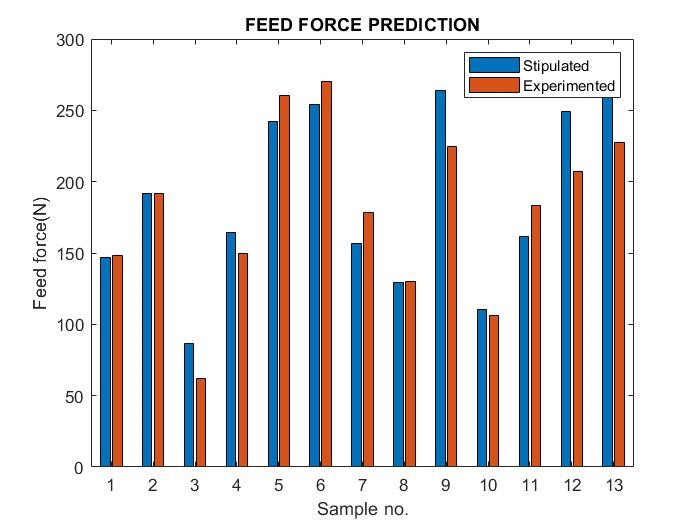 FEED FORCE PREDICTION
300
250
200
150
100
50
0
Feed force(N)
Stipulated
Experimented
1 2 3 4 5 6 7 8 9 10 11 12 13
Sample no.